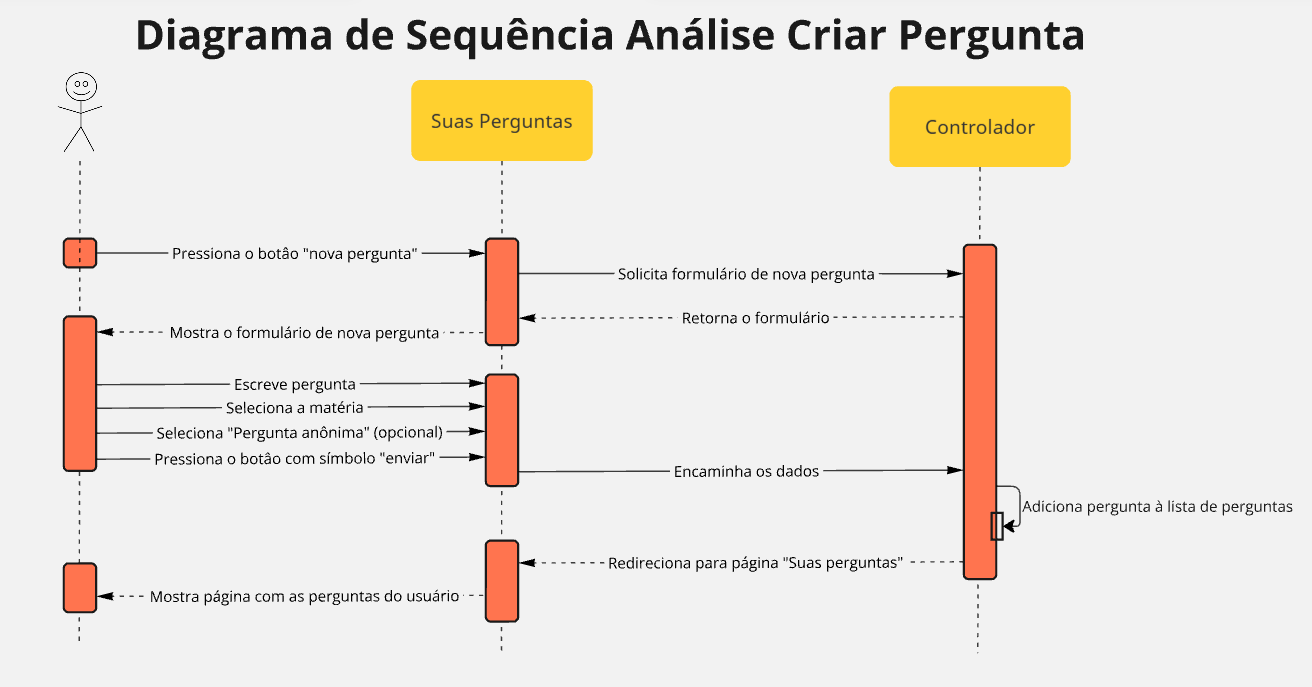 Diagrama de Sequência Análise Criar Pergunta
Suas Perguntas
Controlador
Pressiona o botâo "nova pergunta"
Solicita formulário de nova pergunta
Retorna o formulário
Mostra o formulário de nova pergunta
Escreve pergunta
Seleciona a matéria
Seleciona "Pergunta anônima" (opcional)
Pressiona o botâo com símbolo "enviar"
Encaminha os dados
Adiciona pergunta à lista de perguntas
Redireciona para página "Suas perguntas"
Mostra página com as perguntas do usuário